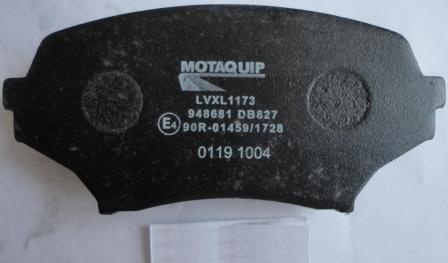 MOTAQUIP
LVXL1173
948681 DB827
E4 90R-01459/1728
0119 1004